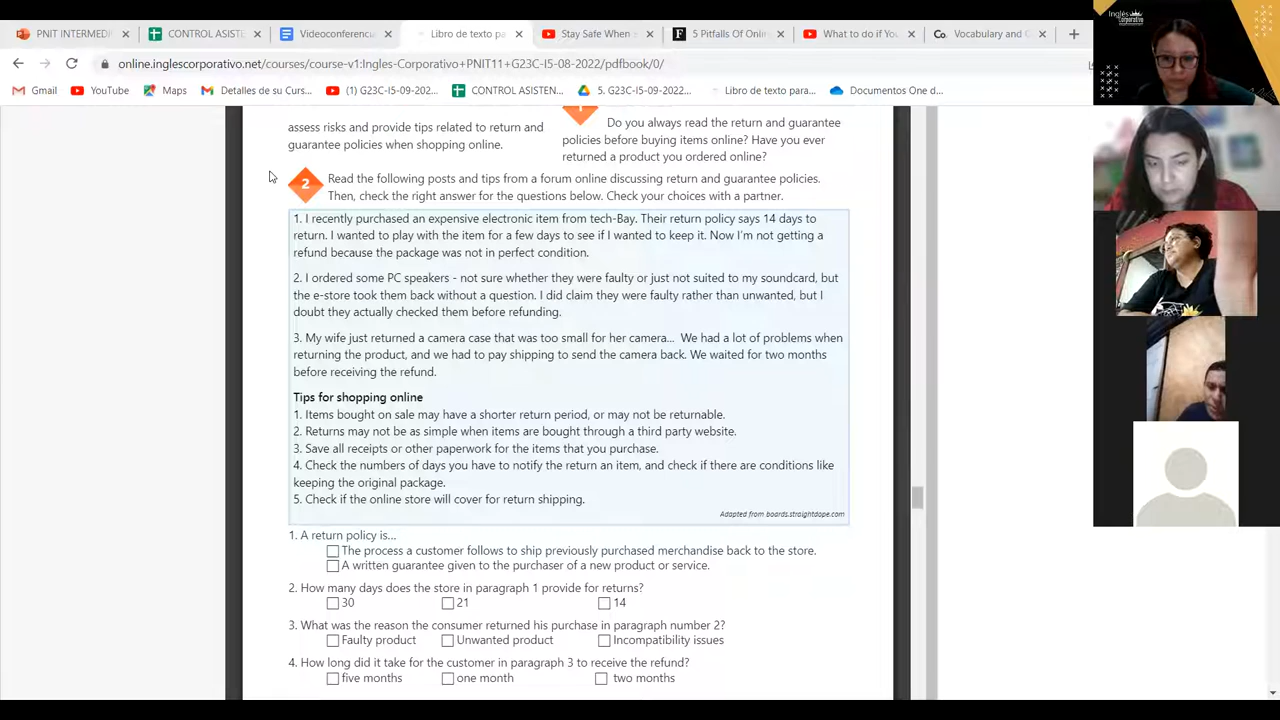 PNIT INTERMEDI
CONTROL ASISTE
Videoconferencia
Libro de texto pa
Stay Safe When
5 Pitfalls Of Onlin
What to do if You
Co. Vocabulary and G
online.inglescorporativo.net/courses/course-v1:Ingles-Corporativo+PNIT11+G23C-I5-08-2022/pdfbook/0/
Gmail
YouTube
Maps
Detalles de su Curs...
(1) G23C-I5-09-202...
CONTROL ASISTEN...
5. G23C-I5-09-2022...
Libro de texto para...
Documentos One d...
Inglés
Corporativo
assess risks and provide tips related to return and
guarantee policies when shopping online.
1
Do you always read the return and guarantee
policies before buying items online? Have you ever
returned a product you ordered online?
2
Read the following posts and tips from a forum online discussing return and guarantee policies.
Then, check the right answer for the questions below. Check your choices with a partner.
1. I recently purchased an expensive electronic item from tech-Bay. Their return policy says 14 days to
return. I wanted to play with the item for a few days to see if I wanted to keep it. Now I'm not getting a
refund because the package was not in perfect condition.
2. I ordered some PC speakers - not sure whether they were faulty or just not suited to my soundcard, but
the e-store took them back without a question. I did claim they were faulty rather than unwanted, but I
doubt they actually checked them before refunding.
3. My wife just returned a camera case that was too small for her camera... We had a lot of problems when
returning the product, and we had to pay shipping to send the camera back. We waited for two months
before receiving the refund.
Tips for shopping online
1. Items bought on sale may have a shorter return period, or may not be returnable.
2. Returns may not be as simple when items are bought through a third party website.
3. Save all receipts or other paperwork for the items that you purchase.
4. Check the numbers of days you have to notify the return an item, and check if there are conditions like
keeping the original package.
5. Check if the online store will cover for return shipping.
Adapted from boards.straightdope.com
1. A return policy is...
The process a customer follows to ship previously purchased merchandise back to the store.
A written guarantee given to the purchaser of a new product or service.
2. How many days does the store in paragraph 1 provide for returns?
30 21 14
3. What was the reason the consumer returned his purchase in paragraph number 2?
Faulty product Unwanted product Incompatibility issues
4. How long did it take for the customer in paragraph 3 to receive the refund?
five months one month two months